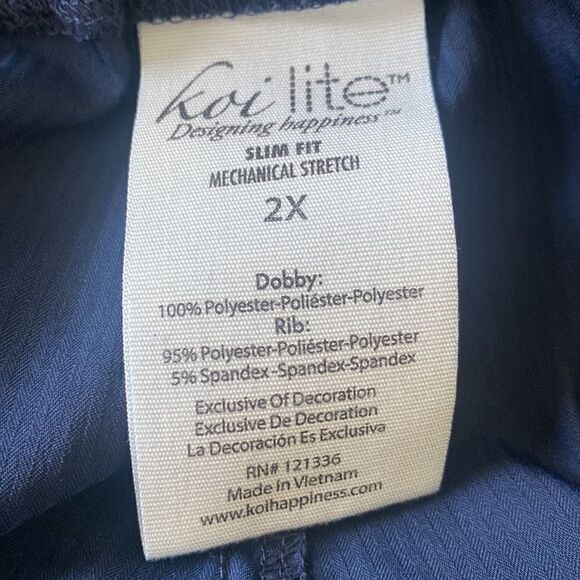 koi lite™
Designing happiness™
SLIM FIT
MECHANICAL STRETCH
2X
Dobby:
100% Polyester-Poliéster-Polyester
Rib:
95% Polyester-Poliéster-Polyester
5% Spandex-Spandex-Spandex
Exclusive Of Decoration
Exclusive De Decoration
La Decoración Es Exclusiva
RN# 121336
Made In Vietnam
www.koihappiness.com